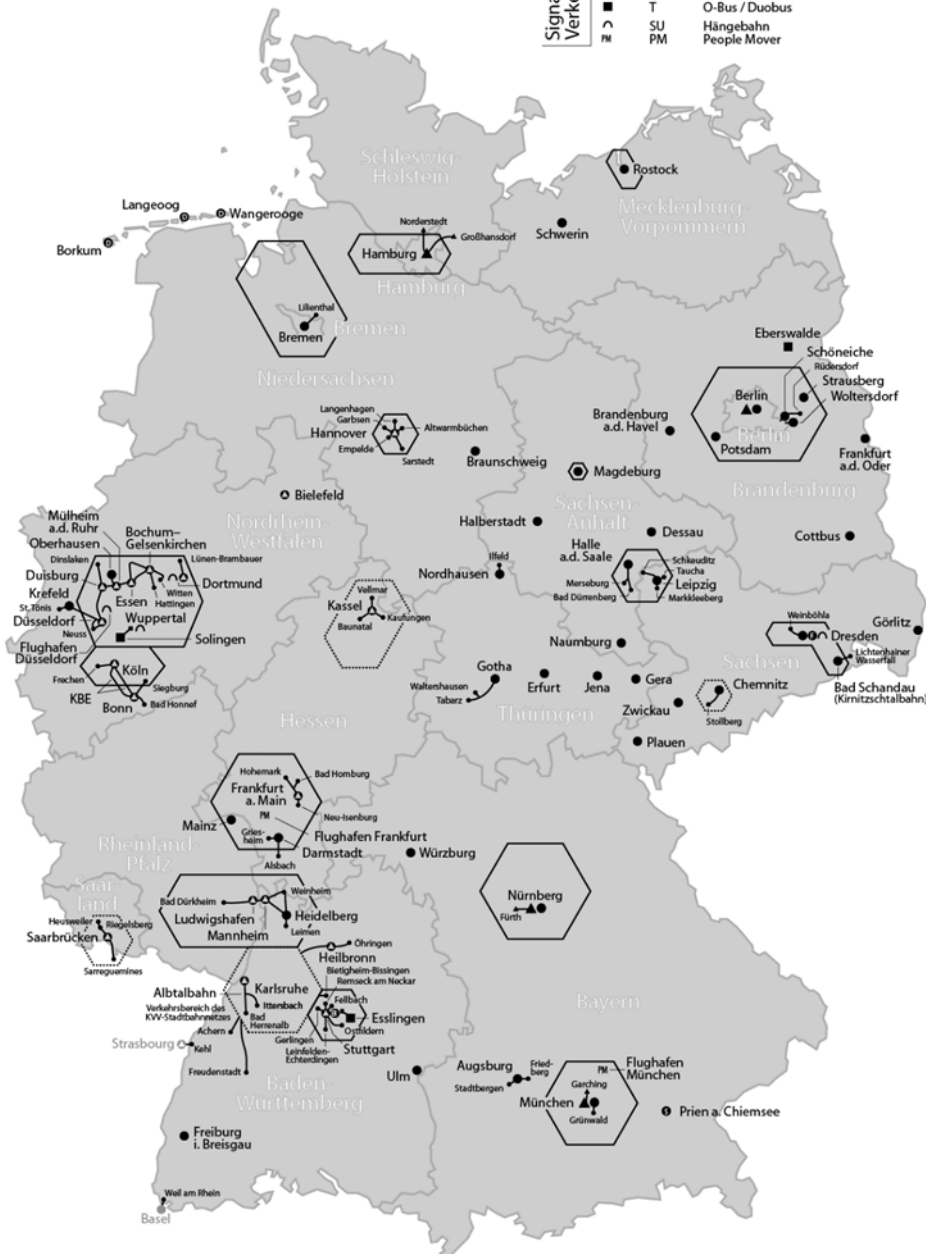 Signa
Verke
T O-Bus / Duobus
SU Hängebahn
PM PM People Mover
Schleswig-
Holstein
Rostock
Mecklenburg-
Vorpommern
Langeoog
D
D
Wangerooge
Schwerin
Norderstedt
Großhansdorf
Borkum
D
Hamburg
Hamburg
Lilienthal
Bremen
Bremen
Eberswalde
Schöneiche
Rüdersdorf
Strausberg
Woltersdorf
Niedersachsen
Berlin
Berlin
Potsdam
Brandenburg
a.d. Havel
Frankfurt
a.d. Oder
Brandenburg
Langenhagen
Garbsen
Hannover
Altwarmbüchen
Empelde
Sarstedt
Braunschweig
Magdeburg
Bielefeld
Sachsen-
Anhalt
Nordrhein-
Westfalen
Halberstadt
Dessau
Cottbus
Mülheim
a.d. Ruhr
Oberhausen
Bochum–
Gelsenkirchen
Dinslaken
Lünen-Brambauer
Duisburg
Dortmund
Krefeld
Essen
Witten
Hattingen
St. Tönis
Düsseldorf
Wuppertal
Neuss
Solingen
Flughafen
Düsseldorf
Ilfeld
Nordhausen
Halle
a.d. Saale
Schkeuditz
Taucha
Leipzig
Merseburg
Bad Dürrenberg
Markkleeberg
Vellmar
Kassel
Baunatal
Kaufungen
Weinböhla
Görlitz
Dresden
Lichtenhainer
Wasserfall
Sachsen
Bad Schandau
(Kirnitzschtalbahn)
Naumburg
Köln
Frechen
Siegburg
KBE
Bonn
Bad Honnef
Gotha
Waltershausen
Tabarz
Erfurt
Jena
Gera
Chemnitz
Stollberg
Zwickau
Thüringen
Hessen
Plauen
Hohemark
Bad Homburg
Frankfurt
a. Main
Neu-Isenburg
PM
Mainz
Flughafen Frankfurt
Gries-
heim
Darmstadt
Alsbach
Würzburg
Rheinland-
Pfalz
Saar-
land
Nürnberg
Fürth
Weinheim
Bad Dürkheim
Ludwigshafen
Heidelberg
Mannheim
Leimen
Heusweiler
Riegelsberg
Saarbrücken
Sarreguemines
Öhringen
Heilbronn
Bietigheim-Bissingen
Remseck am Neckar
Albtalbahn
Karlsruhe
Ittersbach
Verkehrsbereich des
KVV-Stadtbahnnetzes
Bad
Herrenalb
Fellbach
Esslingen
Ostfildern
Gerlingen
Leinfelden-
Echterdingen
Stuttgart
Achern
Strasbourg
Kehl
Freudenstadt
Bayern
Baden-
Württemberg
Ulm
Augsburg
Fried-
berg
Stadtbergen
PM
Flughafen
München
Garching
München
Grünwald
S
Prien a. Chiemsee
Freiburg
i. Breisgau
Weil am Rhein
Basel